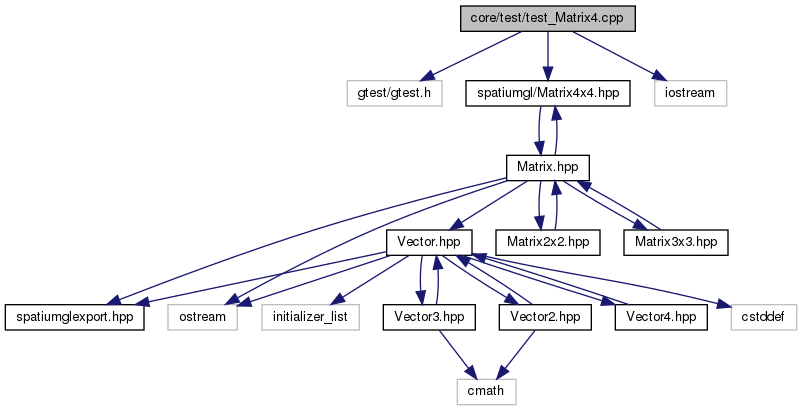 core/test/test_Matrix4.cpp
gtest/gtest.h
spatiumgl/Matrix4x4.hpp
iostream
Matrix.hpp
Vector.hpp
Matrix2x2.hpp
Matrix3x3.hpp
spatiumglexport.hpp
ostream
initializer_list
Vector3.hpp
Vector2.hpp
Vector4.hpp
cstddef
cmath